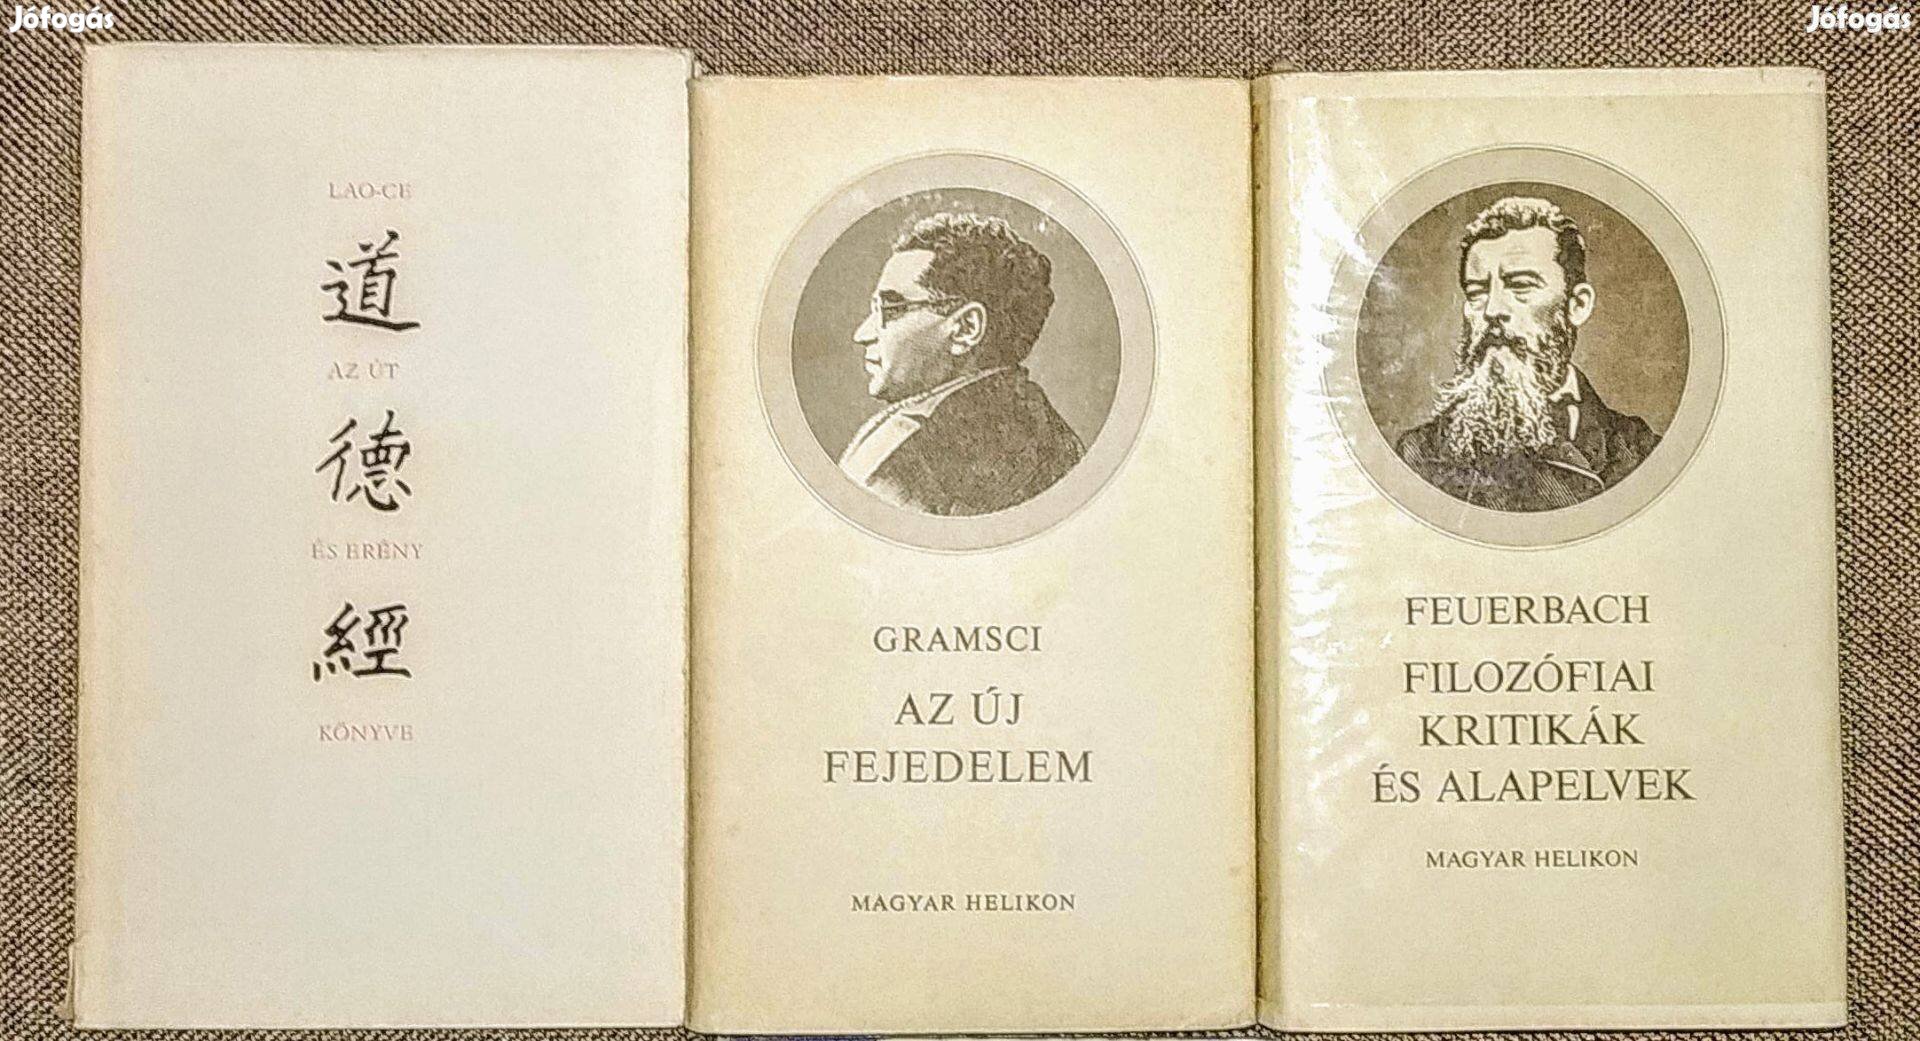 Jófogás
Jófogás
LAO-CE
道
AZ ÚT
德
ÉS ERÉNY
經
KÖNYVE
GRAMSCI
AZ ÚJ
FEJEDELEM
MAGYAR HELIKON
FEUERBACH
FILOZÓFIAI
KRITIKÁK
ÉS ALAPELVEK
MAGYAR HELIKON